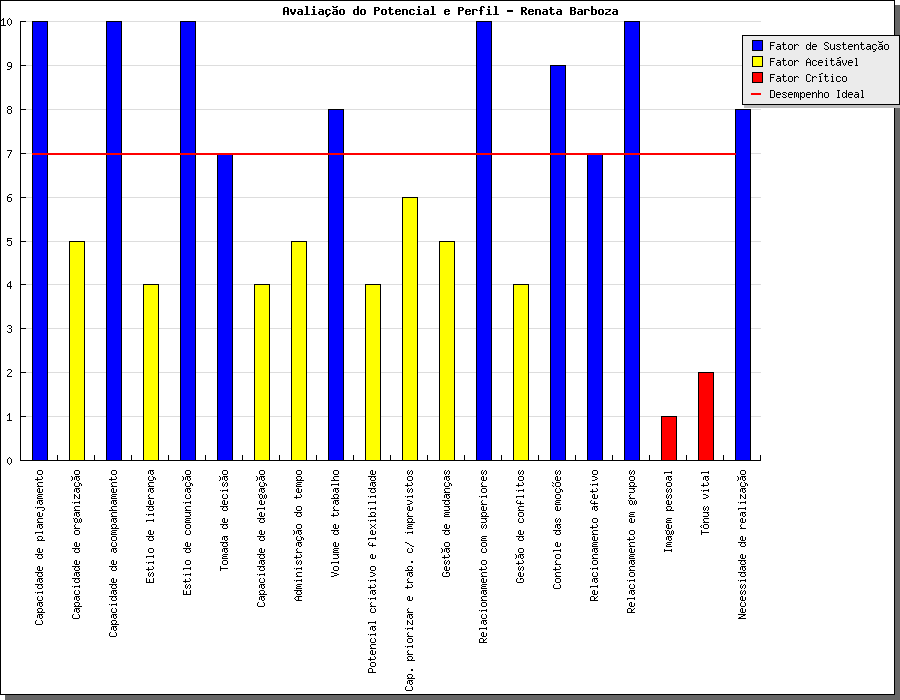 Avaliação do Potencial e Perfil - Renata Barboza
10
9
8
7
6
5
4
3
2
1
0
Fator de Sustentação
Fator Aceitável
Fator Crítico
Desempenho Ideal
Capacidade de planejamento
Capacidade de organização
Capacidade de acompanhamento
Estilo de liderança
Estilo de comunicação
Tomada de decisão
Capacidade de delegação
Administração do tempo
Volume de trabalho
Potencial criativo e flexibilidade
Cap. priorizar e trab. c/ imprevistos
Gestão de mudanças
Relacionamento com superiores
Gestão de conflitos
Controle das emoções
Relacionamento afetivo
Relacionamento em grupos
Imagem pessoal
Tônus vital
Necessidade de realização